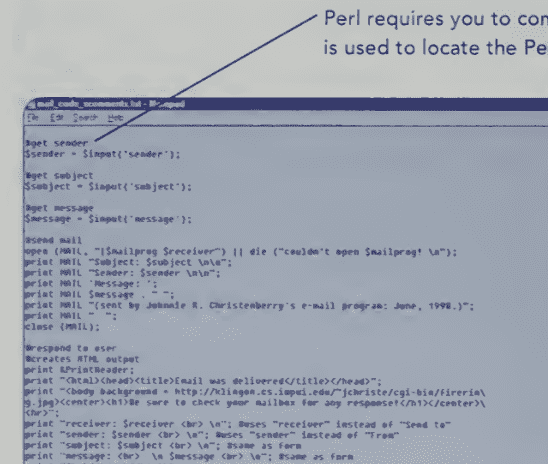 Perl requires you to com
is used to locate the Pe
mail_code_wcomments.txt - Notepad
File Edit Search Help
#get sender
$sender = $input{'sender'};
#get subject
$subject = $input{'subject'};
#get message
$message = $input{'message'};
#send mail
open (MAIL, "|$mailprog $receiver") || die ("couldn't open $mailprog! \n");
print MAIL "Subject: $subject \n\n";
print MAIL "Sender: $sender \n\n";
print MAIL "Message: ";
print MAIL $message . " ";
print MAIL "(sent by Johnnie R. Christenberry's e-mail program: June, 1998.)";
print MAIL " ";
close (MAIL);
#respond to user
#creates HTML output
print &PrintHeader;
print "<html><head><title>Email was delivered</title></head>";
print "<body background = http://klingon.cs.iupui.edu/~jchriste/cgi-bin/firerin\
g.jpg><center><h1>Be sure to check your mailbox for any response!</h1></center>\
<hr>";
print "receiver: $receiver <br> \n"; #uses "receiver" instead of "Send to"
print "sender: $sender <br> \n"; #uses "sender" instead of "From"
print "subject: $subject <br> \n"; #same as form
print "message: <br> \n $message <br> \n"; #same as form